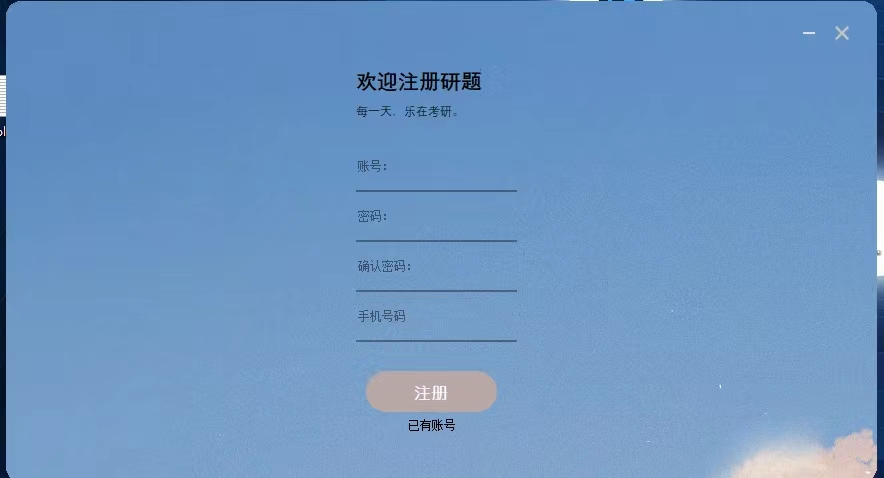 欢迎注册研题
每一天，乐在考研。
账号：
密码：
确认密码：
手机号码
注册
已有账号